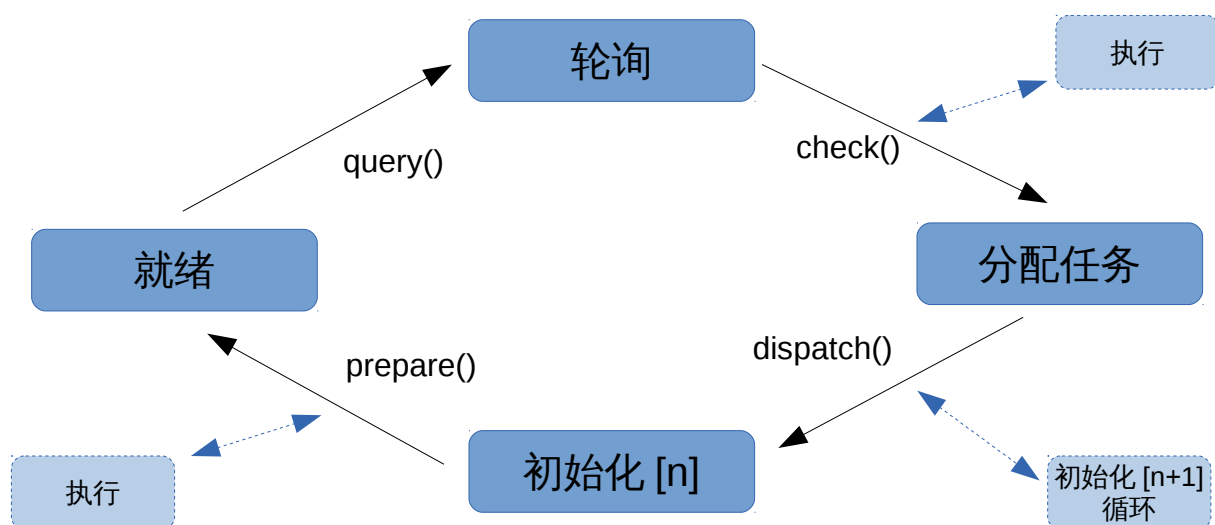 轮询
执行
query()
check()
就绪
分配任务
prepare()
dispatch()
执行
初始化 [n]
初始化 [n+1]
循环